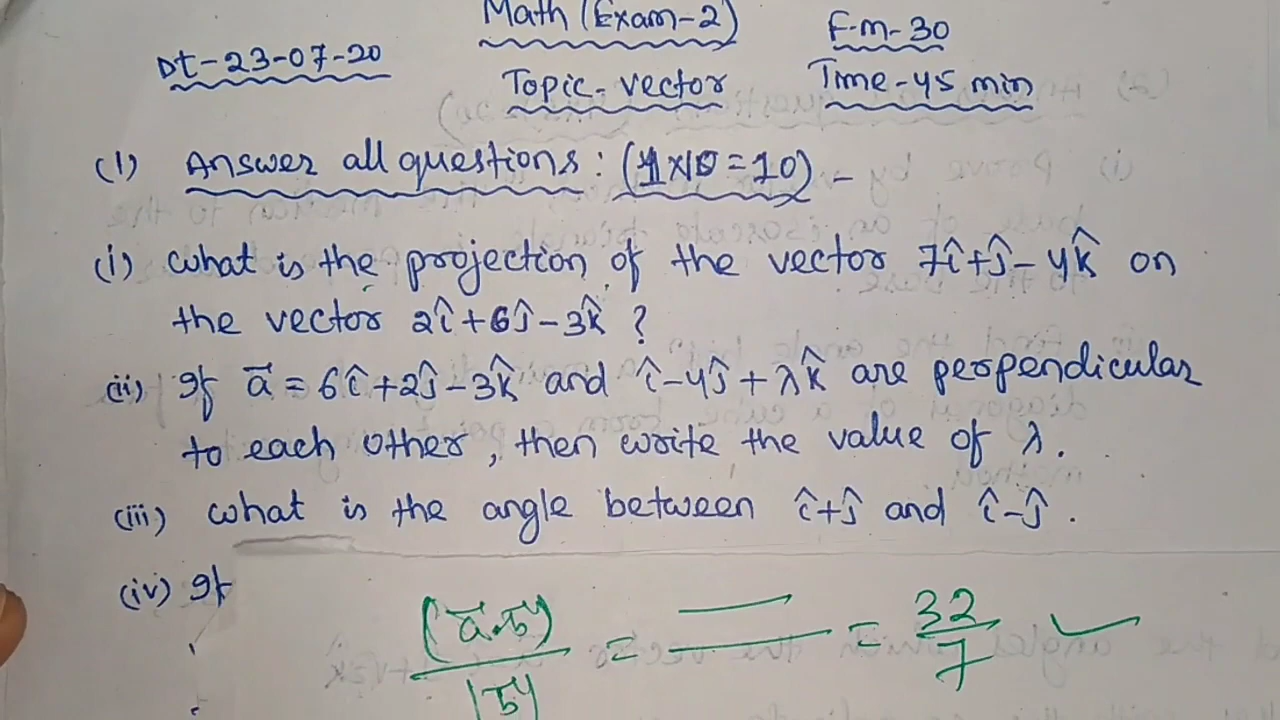 Math (Exam-2)
F.m-30
Dt-23-07-20
Topic- vector
Time-45 min
(1) Answer all questions: (1×10=10) -
(i) what is the projection of the vector 7î+ĵ-4k̂ on
the vector 2î+6ĵ-3k̂ ?
(ii) If a⃗ = 6î+2ĵ-3k̂ and î-4ĵ+λk̂ are perpendicular
to each other, then write the value of λ.
(iii) what is the angle between î+ĵ and î-ĵ.
(iv) If
(a⃗·b⃗)/|b⃗| = —— = 32/7 ✓